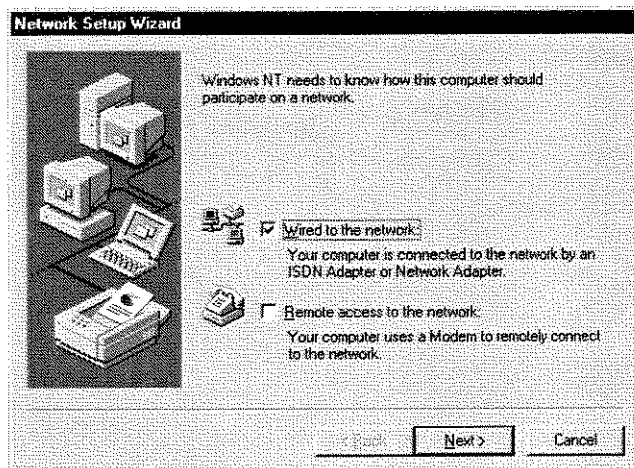 Network Setup Wizard
Windows NT needs to know how this computer should
participate on a network.
Wired to the network:
Your computer is connected to the network by an
ISDN Adapter or Network Adapter.
Remote access to the network:
Your computer uses a Modem to remotely connect
to the network.
< Back
Next >
Cancel